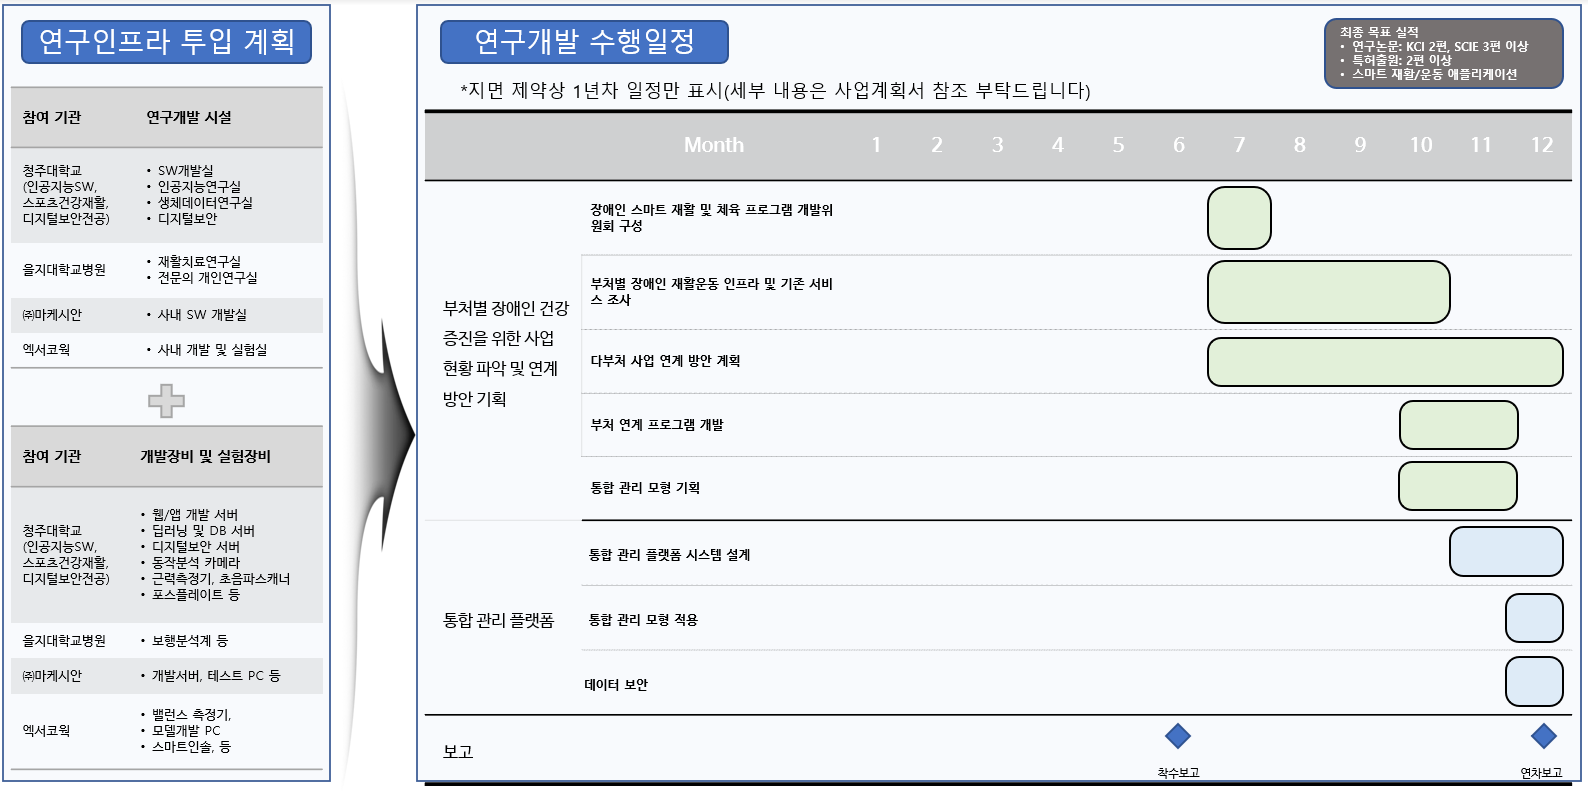 연구인프라 투입 계획
참여 기관 연구개발 시설
청주대학교
(인공지능SW,
스포츠건강재활,
디지털보안전공)
• SW개발실
• 인공지능연구실
• 생체데이터연구실
• 디지털보안
을지대학교병원
• 재활치료연구실
• 전문의 개인연구실
㈜마케시안 • 사내 SW 개발실
엑서코웍 • 사내 개발 및 실험실
참여 기관 개발장비 및 실험장비
청주대학교
(인공지능SW,
스포츠건강재활,
디지털보안전공)
• 웹/앱 개발 서버
• 딥러닝 및 DB 서버
• 디지털보안 서버
• 동작분석 카메라
• 근력측정기, 초음파스캐너
• 포스플레이트 등
을지대학교병원 • 보행분석계 등
㈜마케시안 • 개발서버, 테스트 PC 등
엑서코웍
• 밸런스 측정기,
• 모델개발 PC
• 스마트인솔, 등
연구개발 수행일정
최종 목표 실적
• 연구논문: KCI 2편, SCIE 3편 이상
• 특허출원: 2편 이상
• 스마트 재활/운동 애플리케이션
*지면 제약상 1년차 일정만 표시(세부 내용은 사업계획서 참조 부탁드립니다)
Month 1 2 3 4 5 6 7 8 9 10 11 12
부처별 장애인 건강
증진을 위한 사업
현황 파악 및 연계
방안 기획
장애인 스마트 재활 및 체육 프로그램 개발위
원회 구성
부처별 장애인 재활운동 인프라 및 기존 서비
스 조사
다부처 사업 연계 방안 계획
부처 연계 프로그램 개발
통합 관리 모형 기획
통합 관리 플랫폼
통합 관리 플랫폼 시스템 설계
통합 관리 모형 적용
데이터 보안
보고
착수보고 연차보고